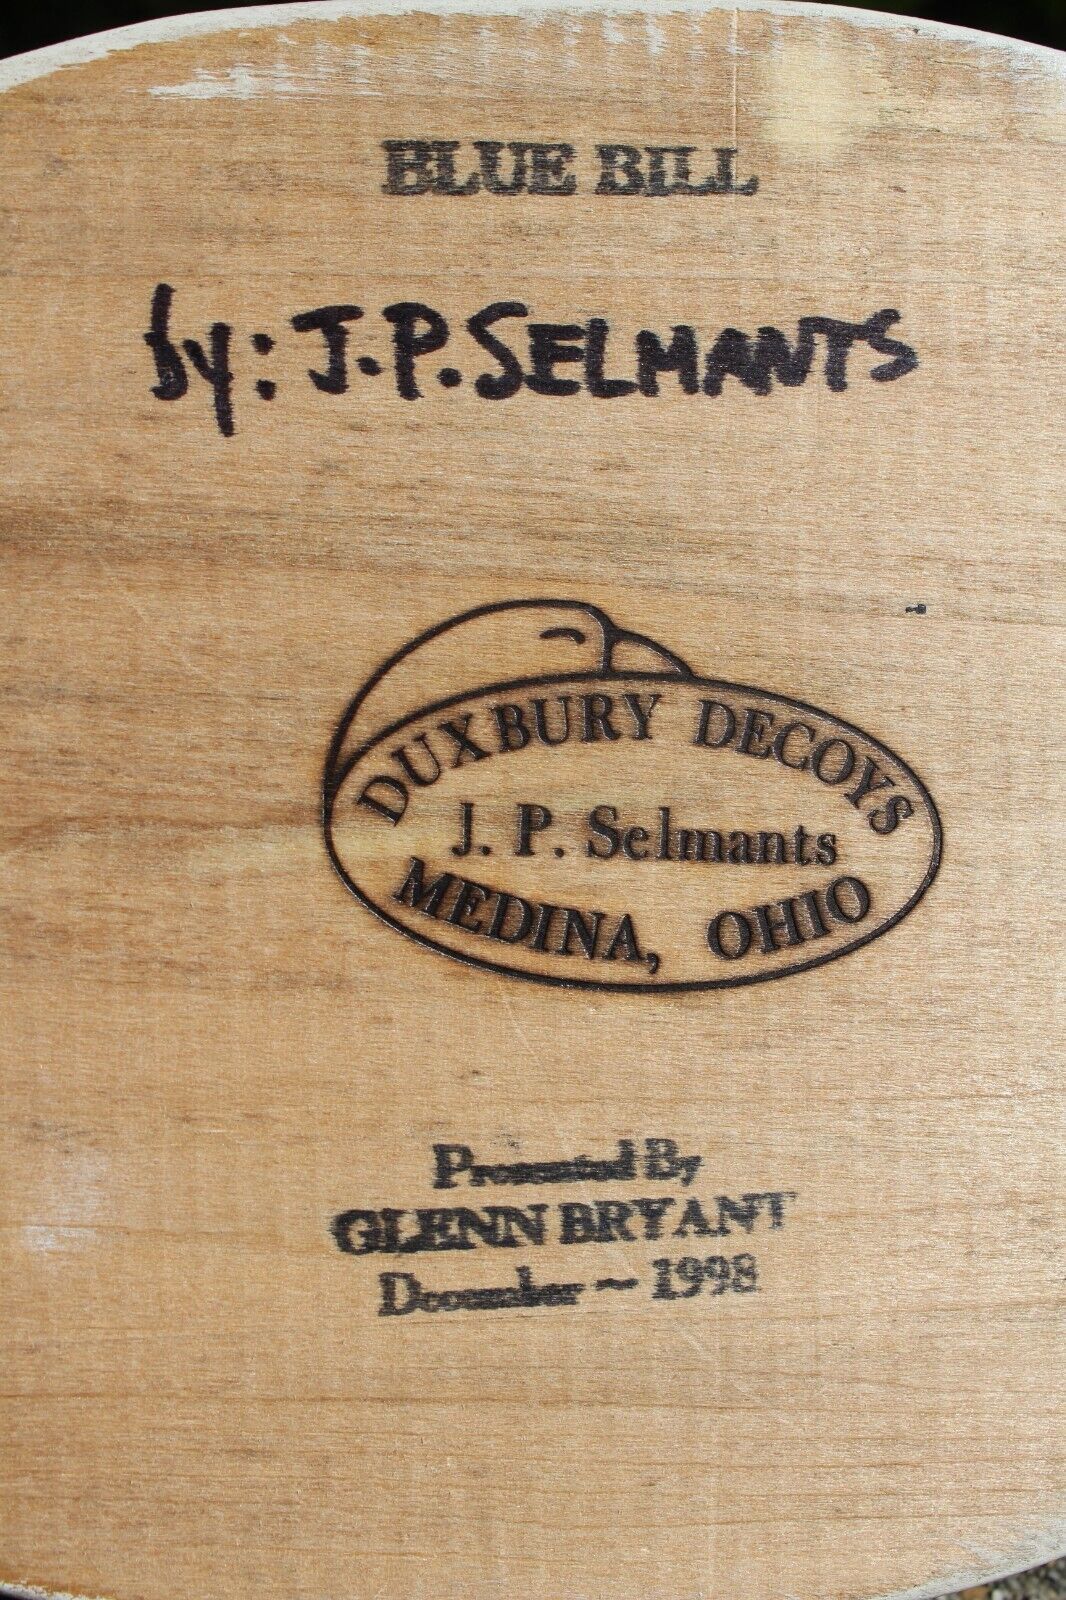 BLUE BILL
by: J.P. SELMANTS
DUXBURY DECOYS
J. P. Selmants
MEDINA, OHIO
Presented By
GLENN BRYANT
December ~ 1998